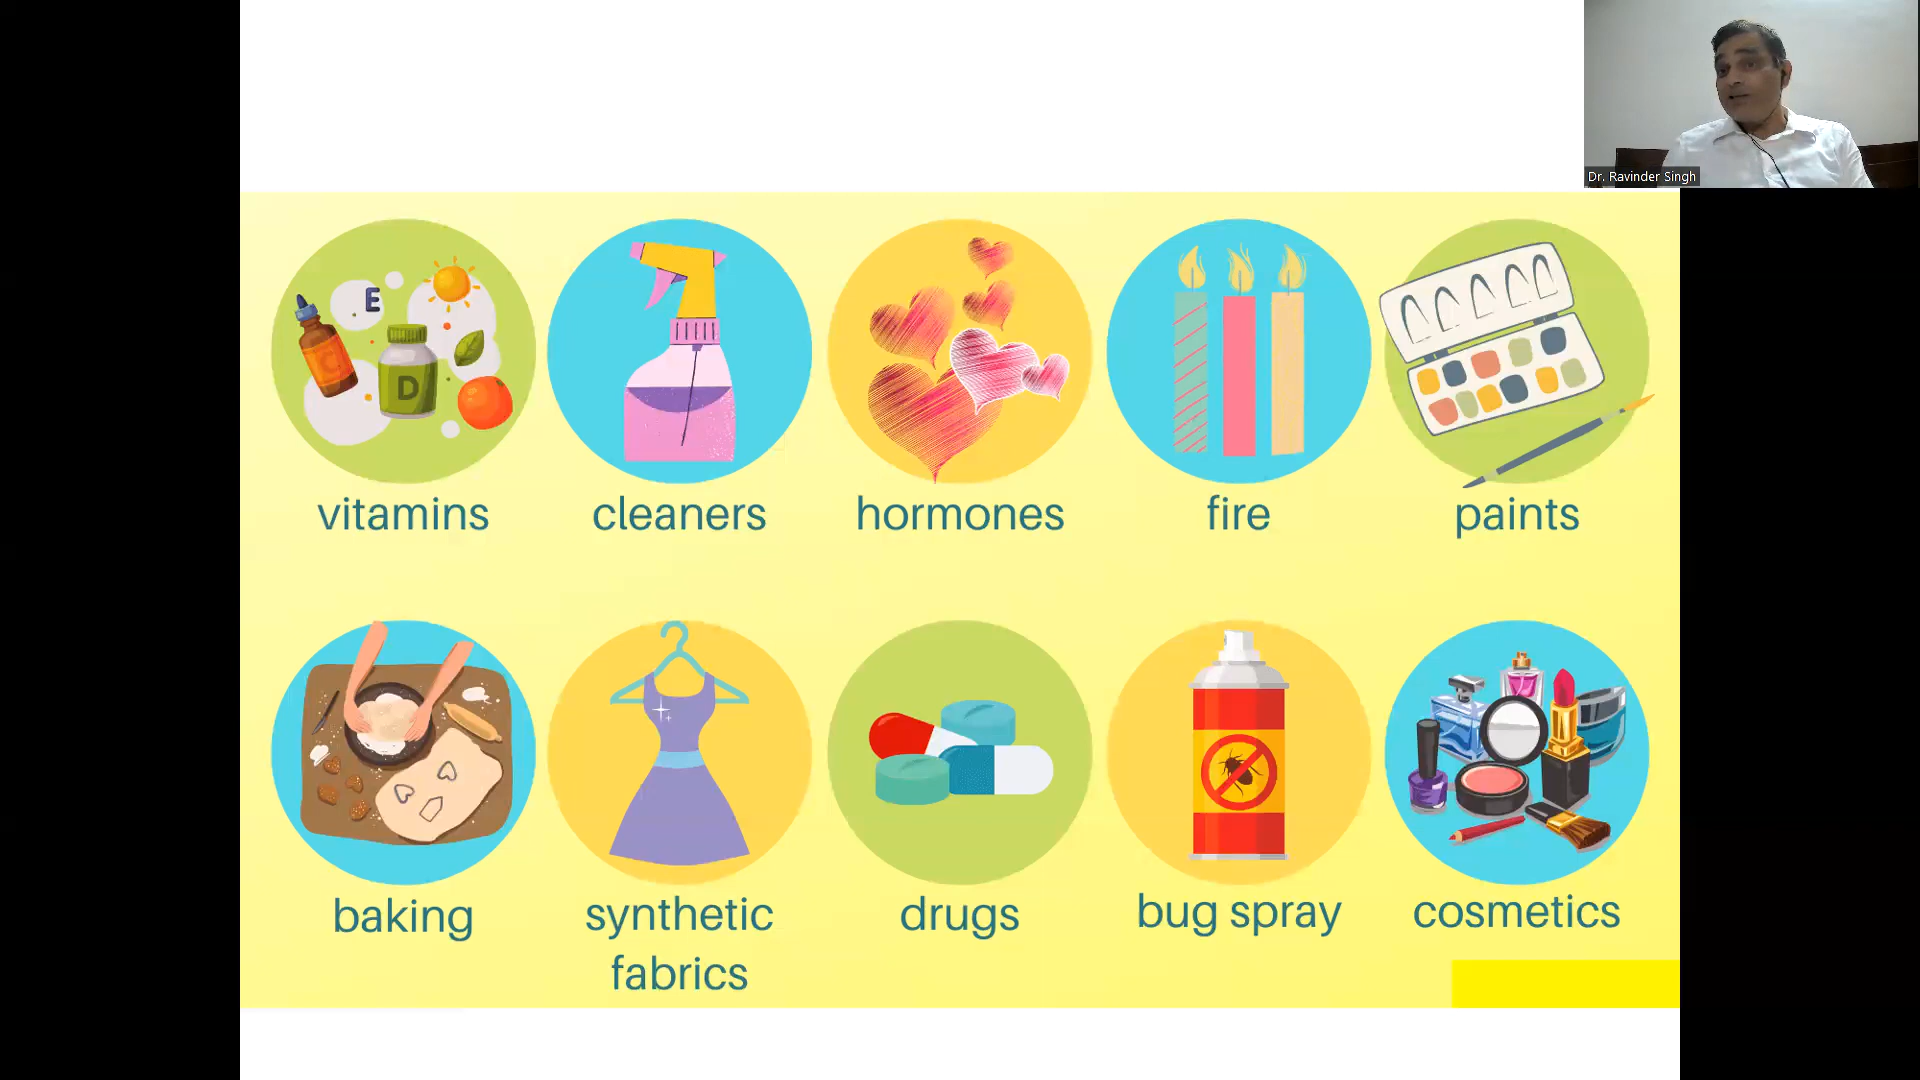 Dr. Ravinder Singh
E
C
D
vitamins
cleaners
hormones
fire
paints
baking
synthetic
fabrics
drugs
bug spray
cosmetics